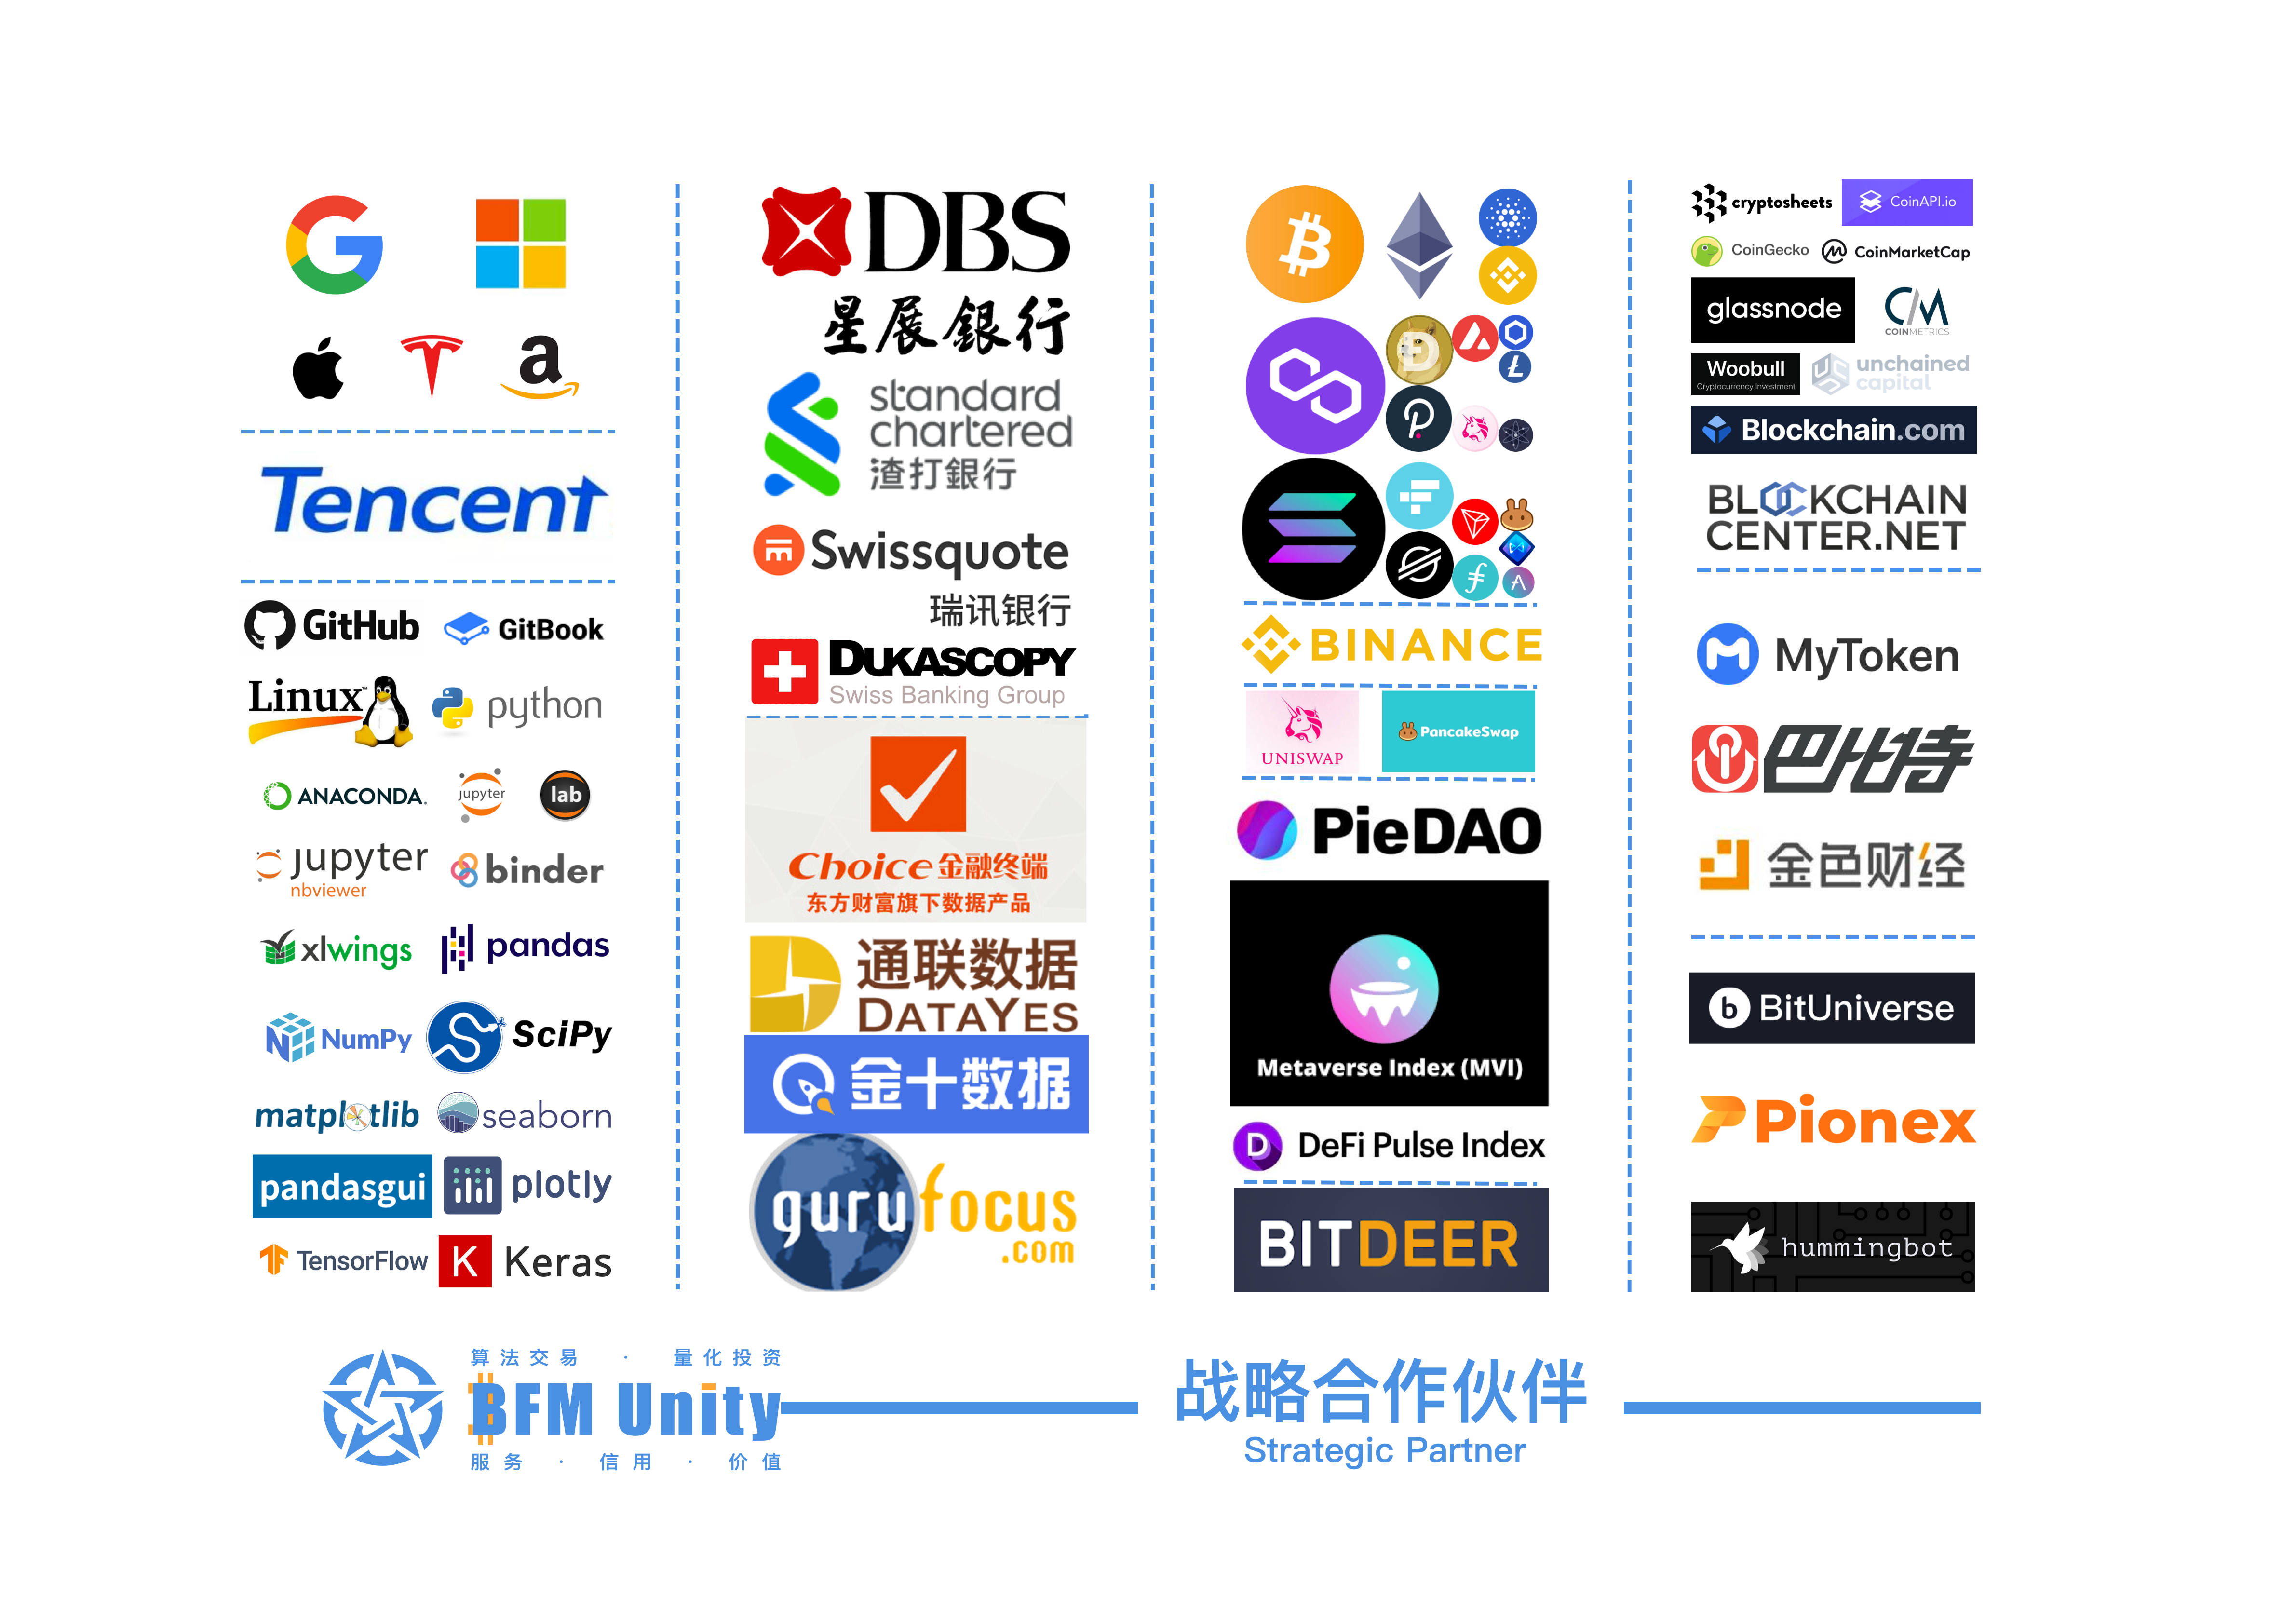 Tencent
GitHub
GitBook
Linux™
python
ANACONDA.
jupyter
lab
jupyter
nbviewer
binder
xlwings
pandas
NumPy
SciPy
matplotlib
seaborn
pandasgui
plotly
TensorFlow
K Keras
DBS
星展銀行
standard
chartered
渣打銀行
Swissquote
瑞讯银行
DUKASCOPY
Swiss Banking Group
Choice 金融终端
东方财富旗下数据产品
通联数据
DATAYES
金十数据
gurufocus
.com
BINANCE
UNISWAP
PancakeSwap
PieDAO
Metaverse Index (MVI)
DeFi Pulse Index
BITDEER
cryptosheets
CoinAPI.io
CoinGecko
CoinMarketCap
glassnode
CM
COINMETRICS
Woobull
Cryptocurrency Investment
unchained
capital
Blockchain.com
BLOCKCHAIN
CENTER.NET
MyToken
巴比特
金色财经
BitUniverse
Pionex
hummingbot
算法交易 · 量化投资
BFM Unity
服务 · 信用 · 价值
战略合作伙伴
Strategic Partner